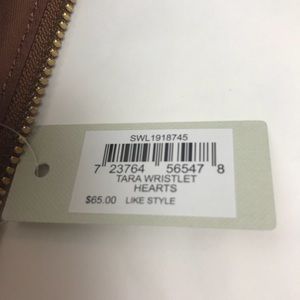 SWL1918745
7 23764 56547 8
TARA WRISTLET
HEARTS
$65.00 LIKE STYLE